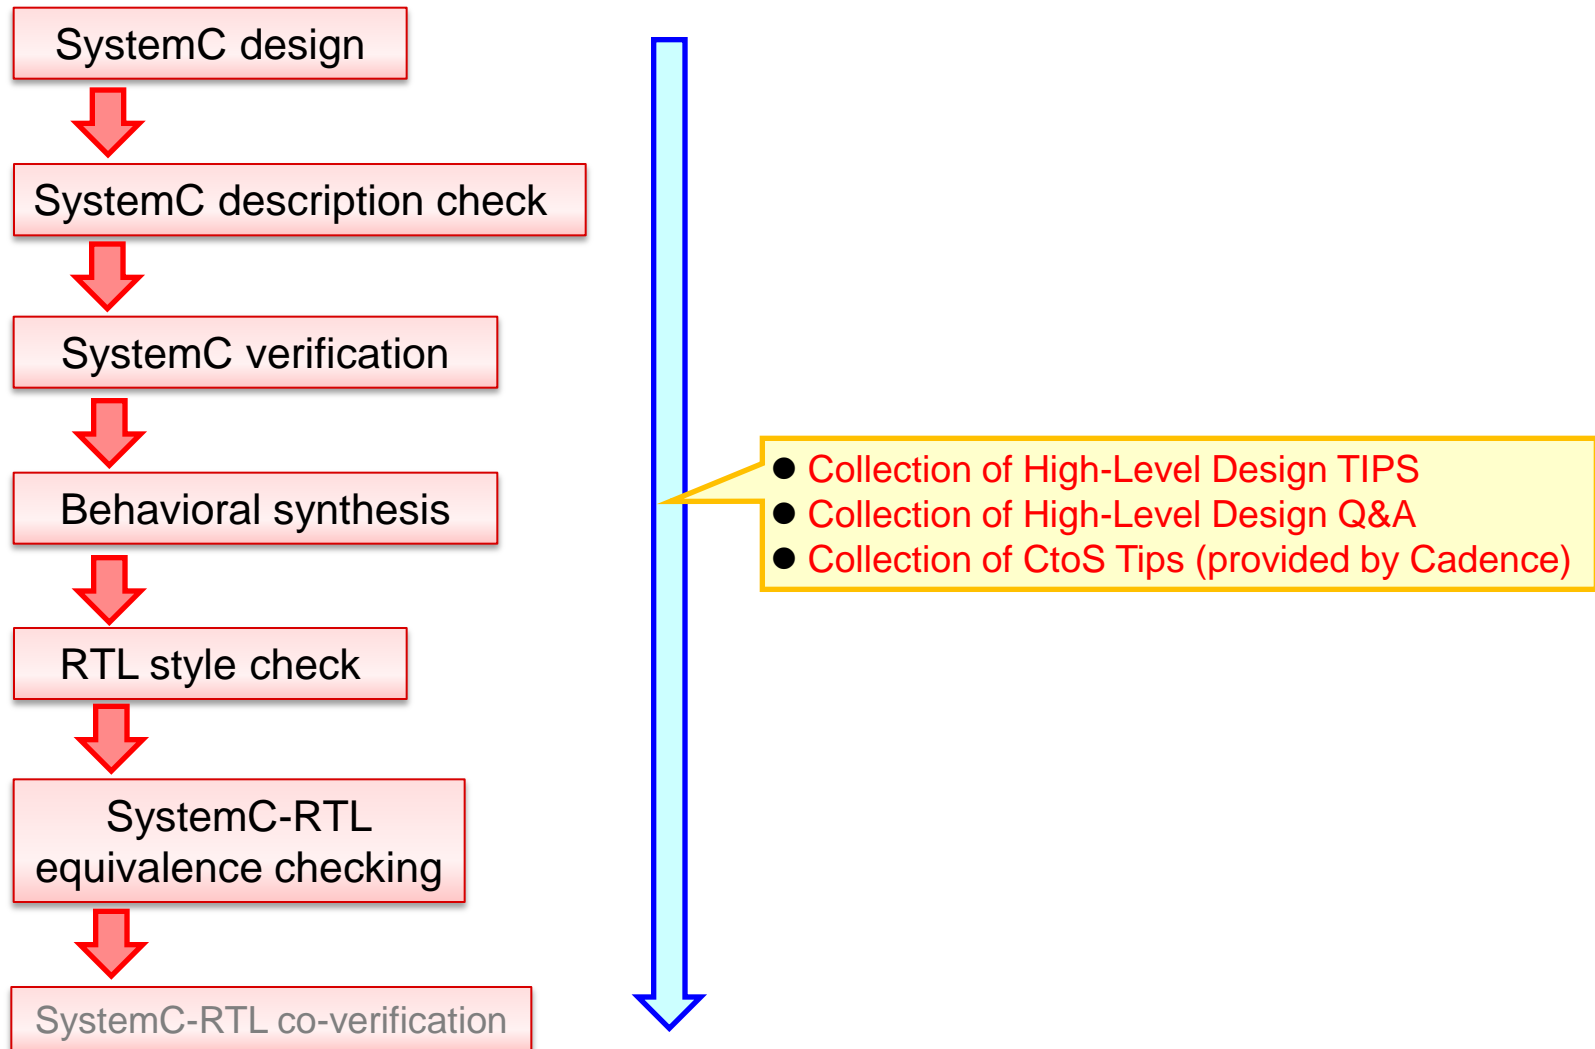 SystemC design
SystemC description check
SystemC verification
Behavioral synthesis
RTL style check
SystemC-RTL
equivalence checking
SystemC-RTL co-verification
● Collection of High-Level Design TIPS
● Collection of High-Level Design Q&A
● Collection of CtoS Tips (provided by Cadence)